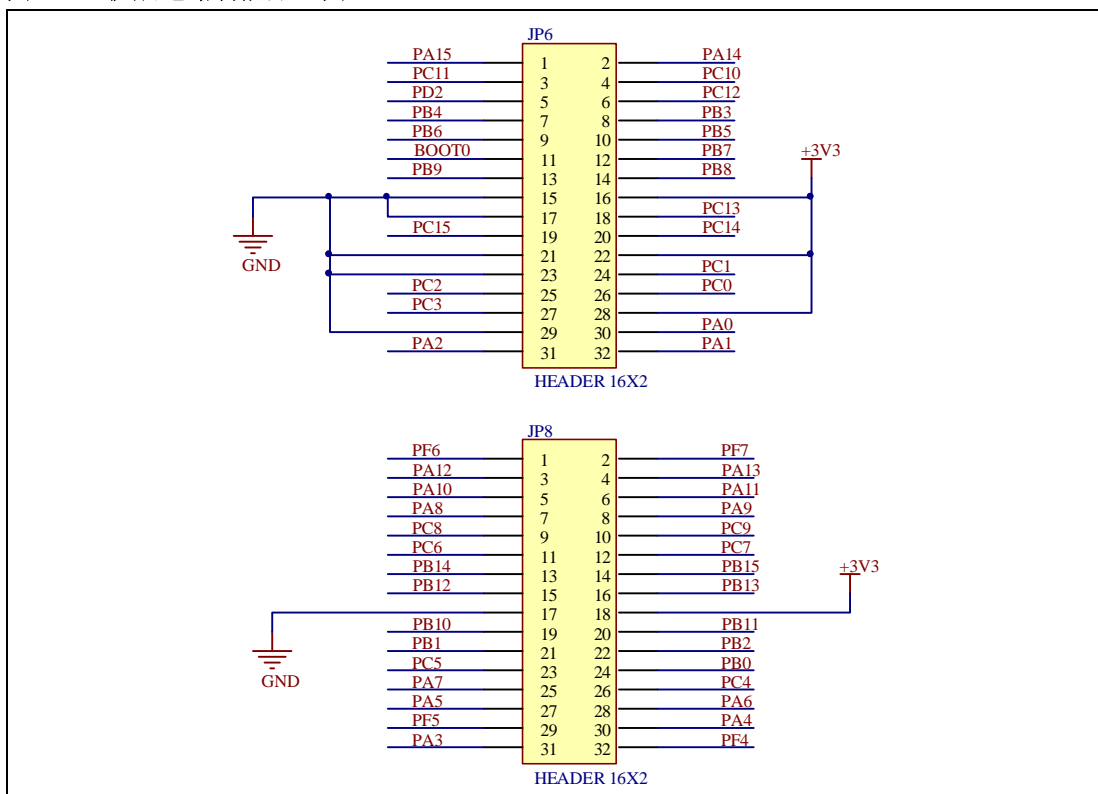 JP6
PA15 1 2 PA14
PC11 3 4 PC10
PD2 5 6 PC12
PB4 7 8 PB3
PB6 9 10 PB5
BOOT0 11 12 PB7 +3V3
PB9 13 14 PB8
15 16
17 18 PC13
PC15 19 20 PC14
21 22
GND 23 24 PC1
PC2 25 26 PC0
PC3 27 28
29 30 PA0
PA2 31 32 PA1
HEADER 16X2
JP8
PF6 1 2 PF7
PA12 3 4 PA13
PA10 5 6 PA11
PA8 7 8 PA9
PC8 9 10 PC9
PC6 11 12 PC7
PB14 13 14 PB15 +3V3
PB12 15 16 PB13
17 18
PB10 19 20 PB11
PB1 21 22 PB2
PC5 23 24 PB0
GND
PA7 25 26 PC4
PA5 27 28 PA6
PF5 29 30 PA4
PA3 31 32 PF4
HEADER 16X2